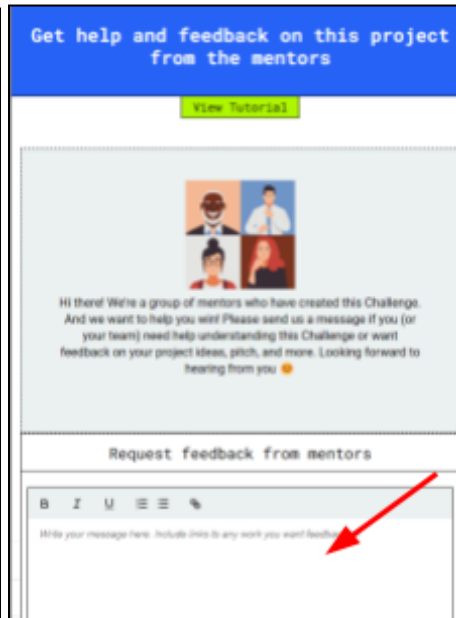 Get help and feedback on this project
from the mentors
View Tutorial
Hi there! We're a group of mentors who have created this Challenge.
And we want to help you win! Please send us a message if you (or
your team) need help understanding this Challenge or want
feedback on your project ideas, pitch, and more. Looking forward to
hearing from you 😊
Request feedback from mentors
B I U
Write your message here. Include links to any work you want feedback